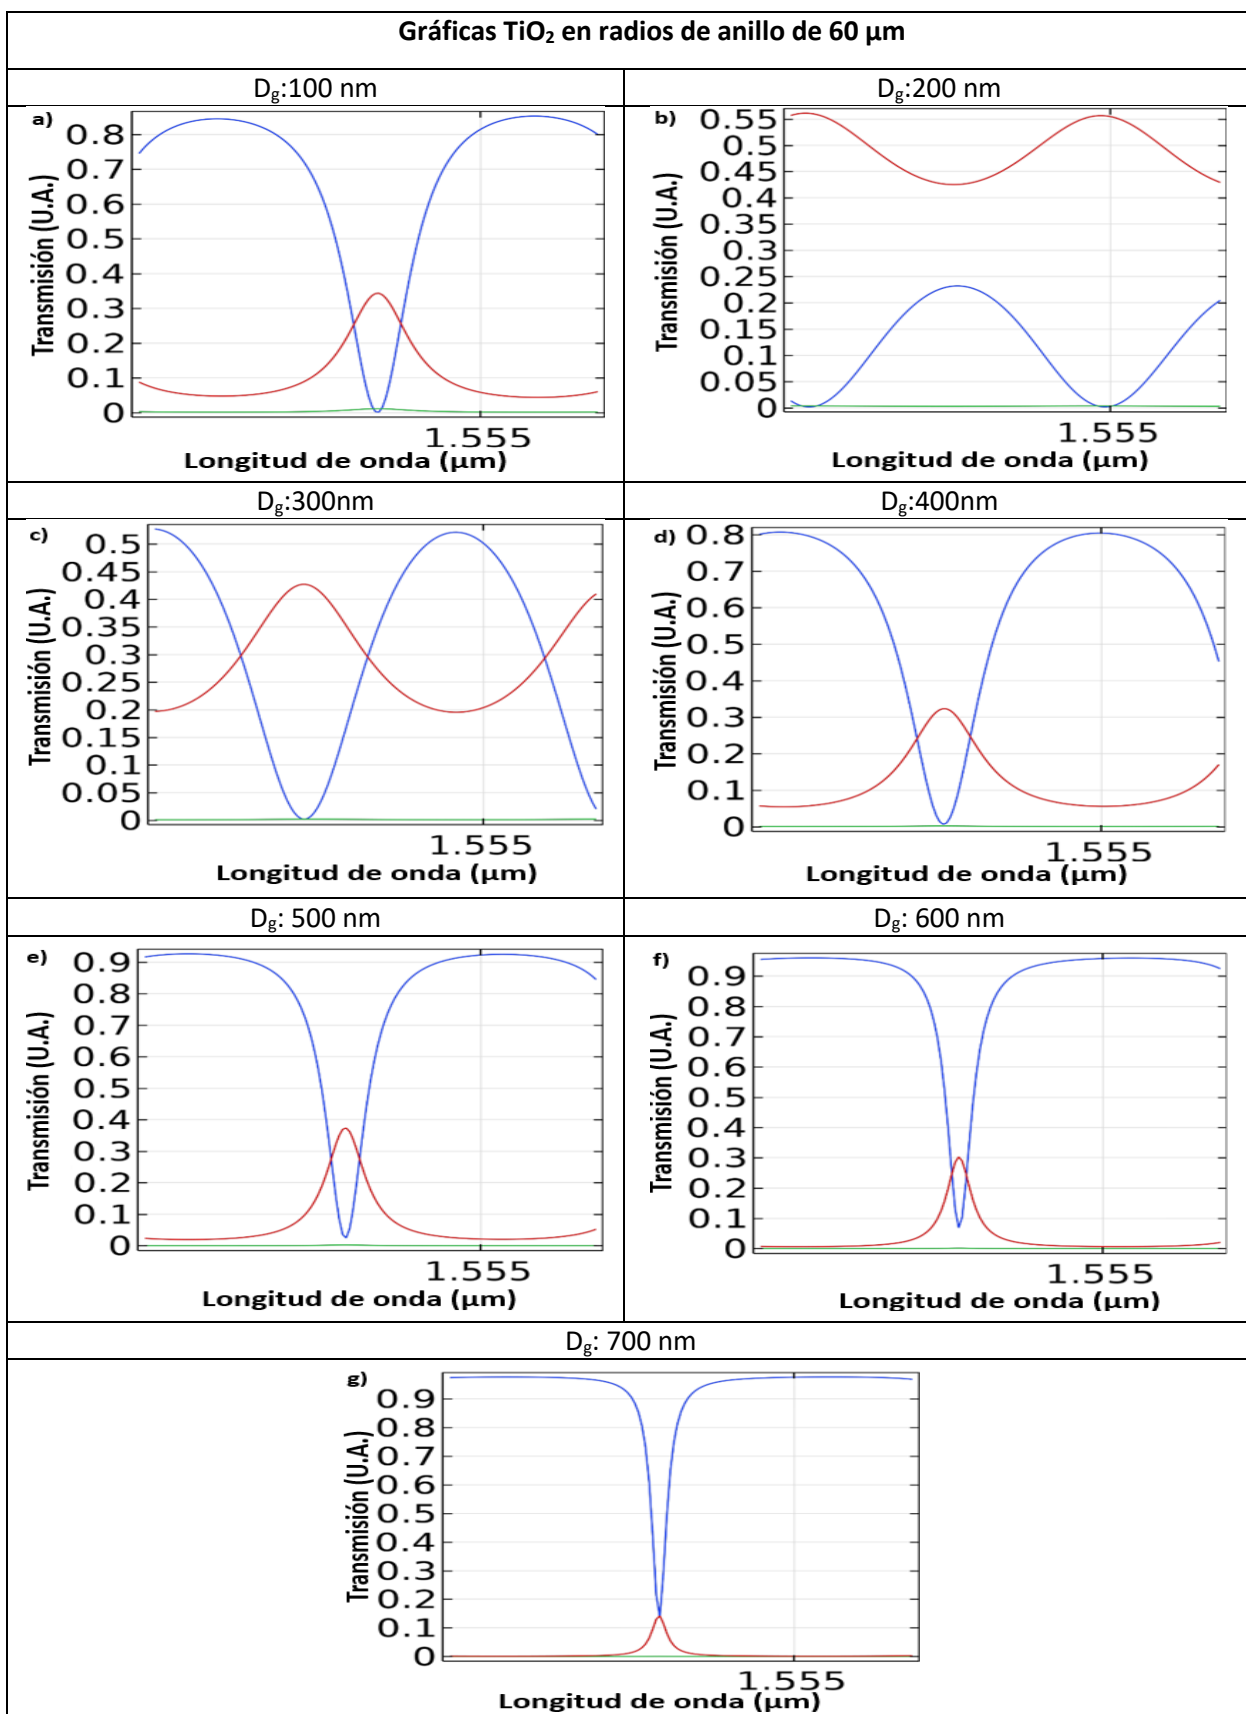 Gráficas TiO₂ en radios de anillo de 60 µm
Dg:100 nm
Dg:200 nm
a)
0.8
0.7
0.6
0.5
0.4
0.3
0.2
0.1
0
Transmisión (U.A.)
1.555
Longitud de onda (µm)
b)
0.55
0.5
0.45
0.4
0.35
0.3
0.25
0.2
0.15
0.1
0.05
0
Transmisión (U.A.)
1.555
Longitud de onda (µm)
Dg:300nm
Dg:400nm
c)
0.5
0.45
0.4
0.35
0.3
0.25
0.2
0.15
0.1
0.05
0
Transmisión (U.A.)
1.555
Longitud de onda (µm)
d)
0.8
0.7
0.6
0.5
0.4
0.3
0.2
0.1
0
Transmisión (U.A.)
1.555
Longitud de onda (µm)
Dg: 500 nm
Dg: 600 nm
e)
0.9
0.8
0.7
0.6
0.5
0.4
0.3
0.2
0.1
0
Transmisión (U.A.)
1.555
Longitud de onda (µm)
f)
0.9
0.8
0.7
0.6
0.5
0.4
0.3
0.2
0.1
0
Transmisión (U.A.)
1.555
Longitud de onda (µm)
Dg: 700 nm
g)
0.9
0.8
0.7
0.6
0.5
0.4
0.3
0.2
0.1
0
Transmisión (U.A.)
1.555
Longitud de onda (µm)